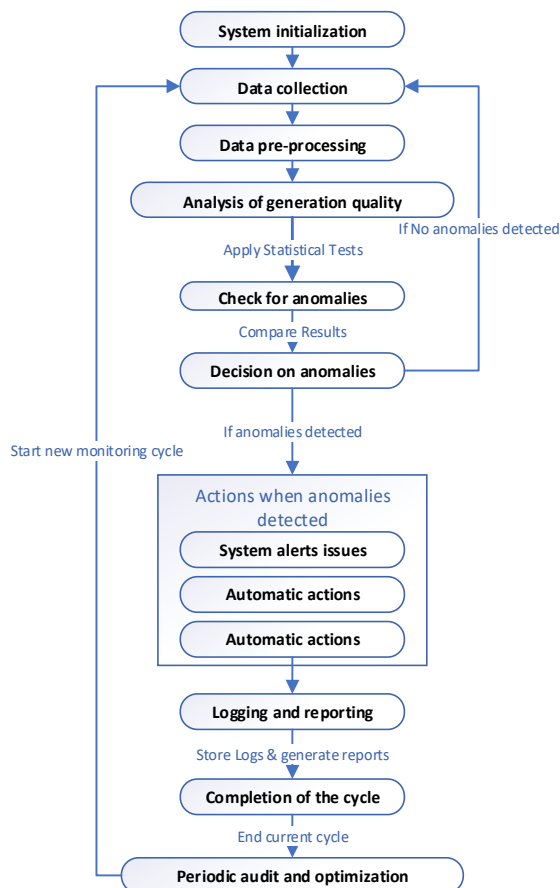 System initialization
Data collection
Data pre-processing
Analysis of generation quality
If No anomalies detected
Apply Statistical Tests
Check for anomalies
Compare Results
Decision on anomalies
If anomalies detected
Start new monitoring cycle
Actions when anomalies
detected
System alerts issues
Automatic actions
Automatic actions
Logging and reporting
Store Logs & generate reports
Completion of the cycle
End current cycle
Periodic audit and optimization